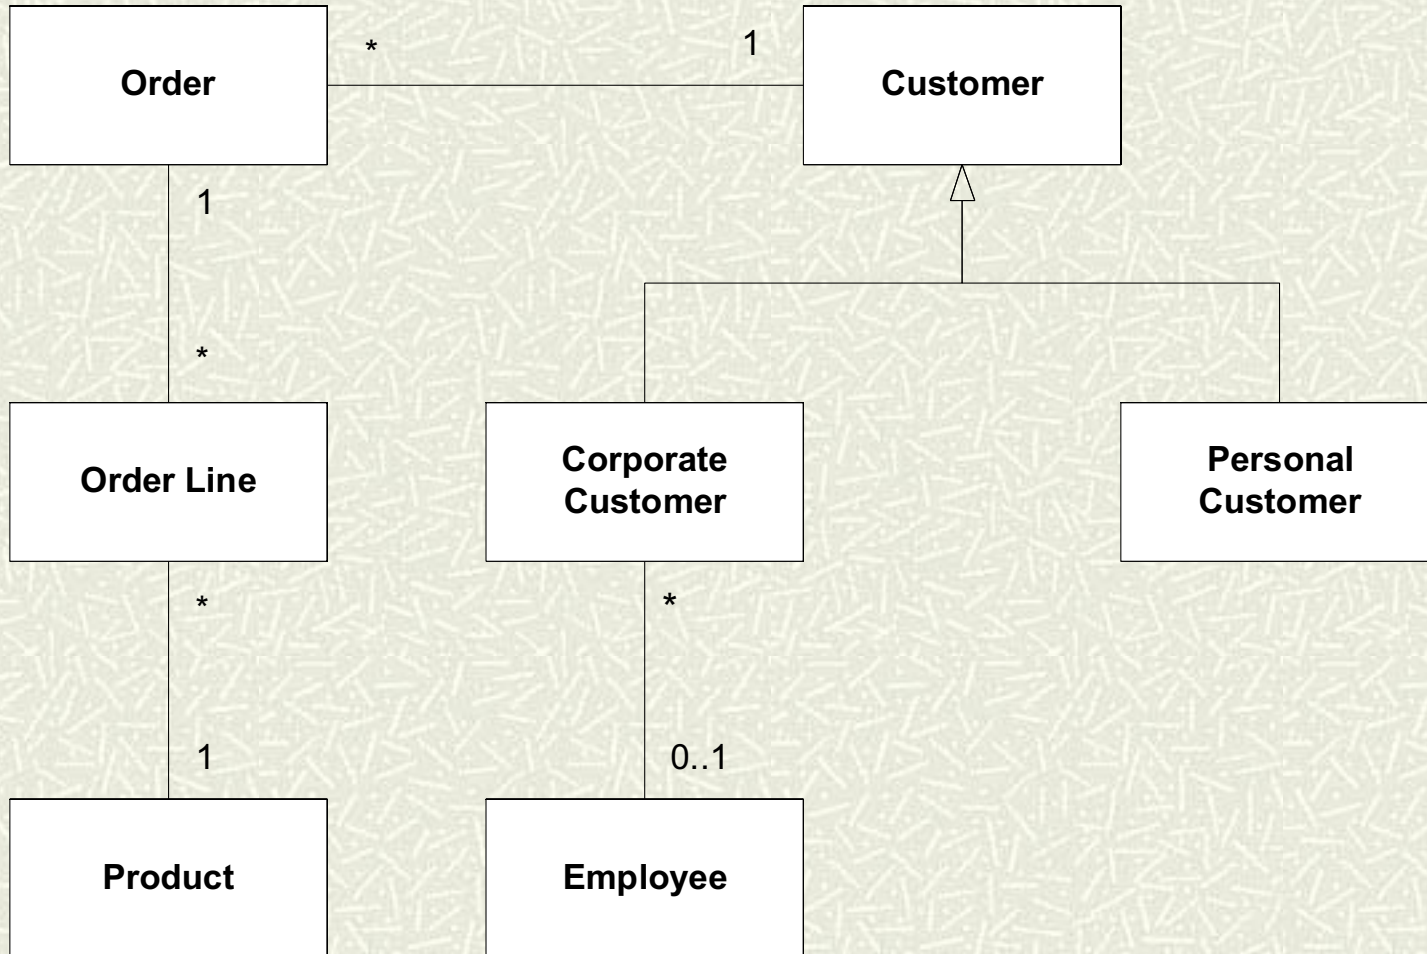 Order
*
1
Customer
1
*
Order Line
Corporate
Customer
Personal
Customer
*
*
1
0..1
Product
Employee